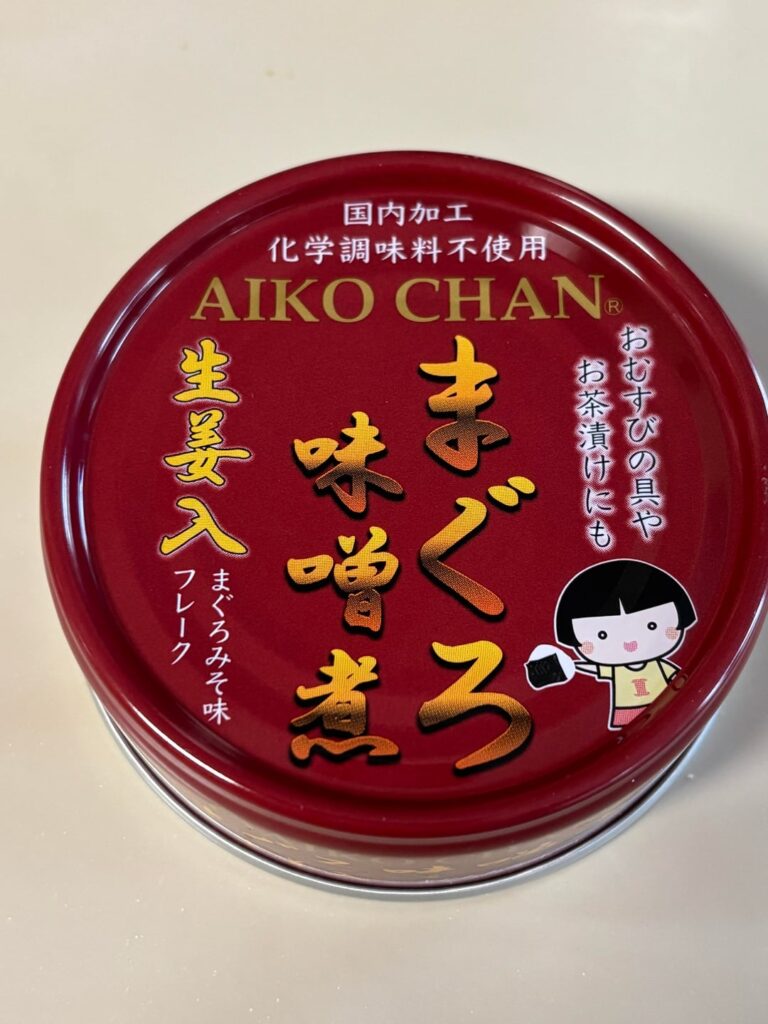 国内加工
化学調味料不使用
AIKO CHAN®
おむすびの具や
お茶漬けにも
まぐろ
味噌煮
生姜入
まぐろみそ味
フレーク